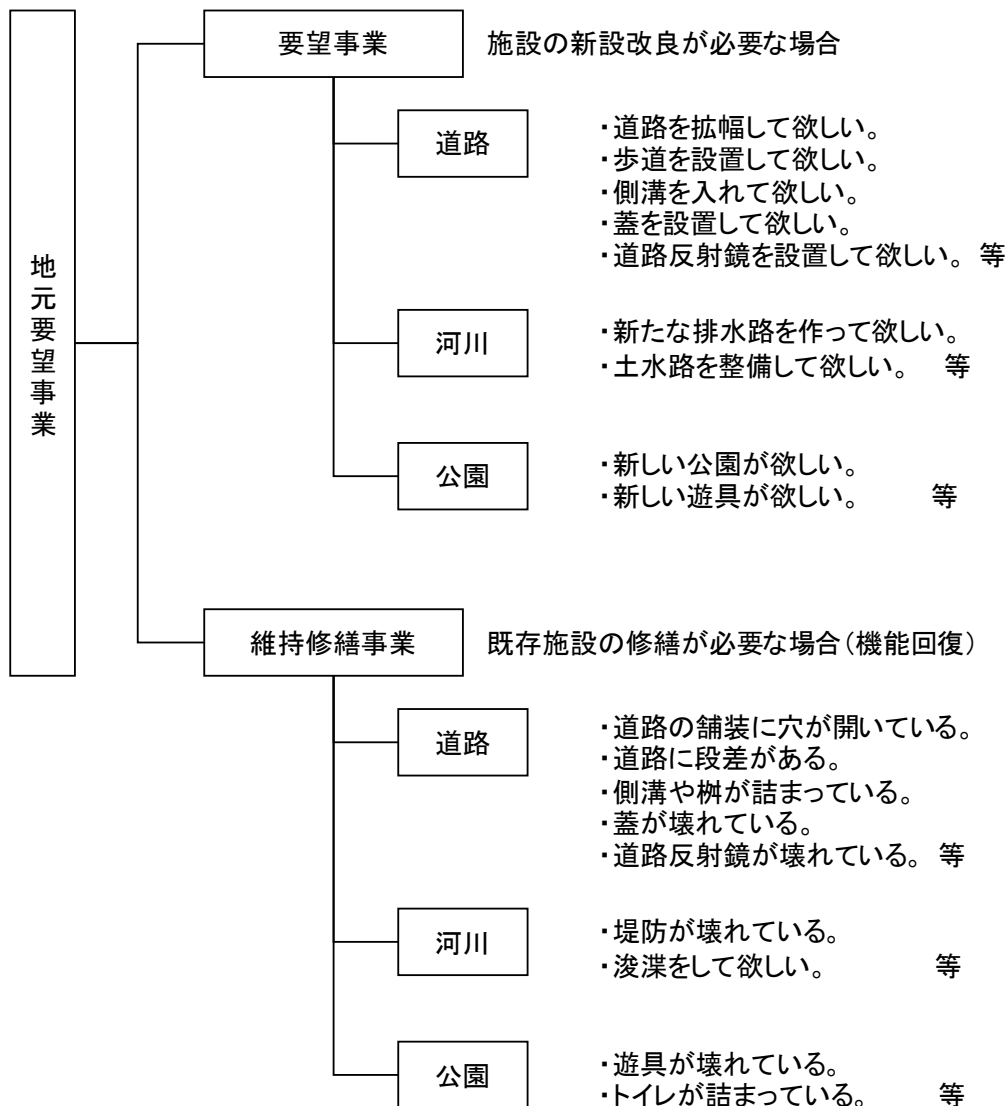 地元要望事業
要望事業 施設の新設改良が必要な場合
道路
・道路を拡幅して欲しい。
・歩道を設置して欲しい。
・側溝を入れて欲しい。
・蓋を設置して欲しい。
・道路反射鏡を設置して欲しい。 等
河川
・新たな排水路を作って欲しい。
・土水路を整備して欲しい。 等
公園
・新しい公園が欲しい。
・新しい遊具が欲しい。 等
維持修繕事業 既存施設の修繕が必要な場合（機能回復）
道路
・道路の舗装に穴が開いている。
・道路に段差がある。
・側溝や桝が詰まっている。
・蓋が壊れている。
・道路反射鏡が壊れている。 等
河川
・堤防が壊れている。
・浚渫をして欲しい。 等
公園
・遊具が壊れている。
・トイレが詰まっている。 等